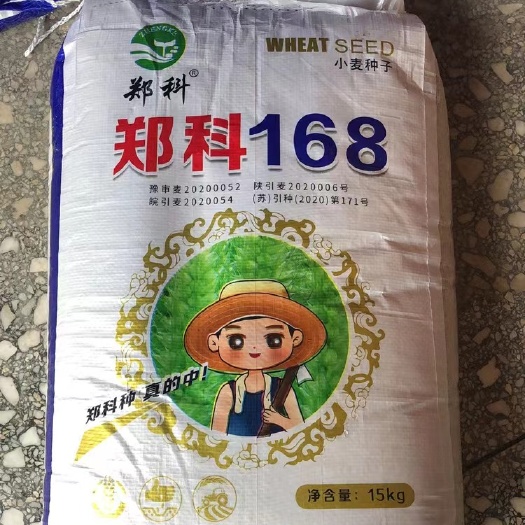 ZHENGKE
WHEAT SEED
小麦种子
郑科®
郑科168
豫审麦20200052 陕引麦2020006号
皖引麦2020054 (苏)引种(2020)第171号
郑科种 真的中!
净含量: 15kg